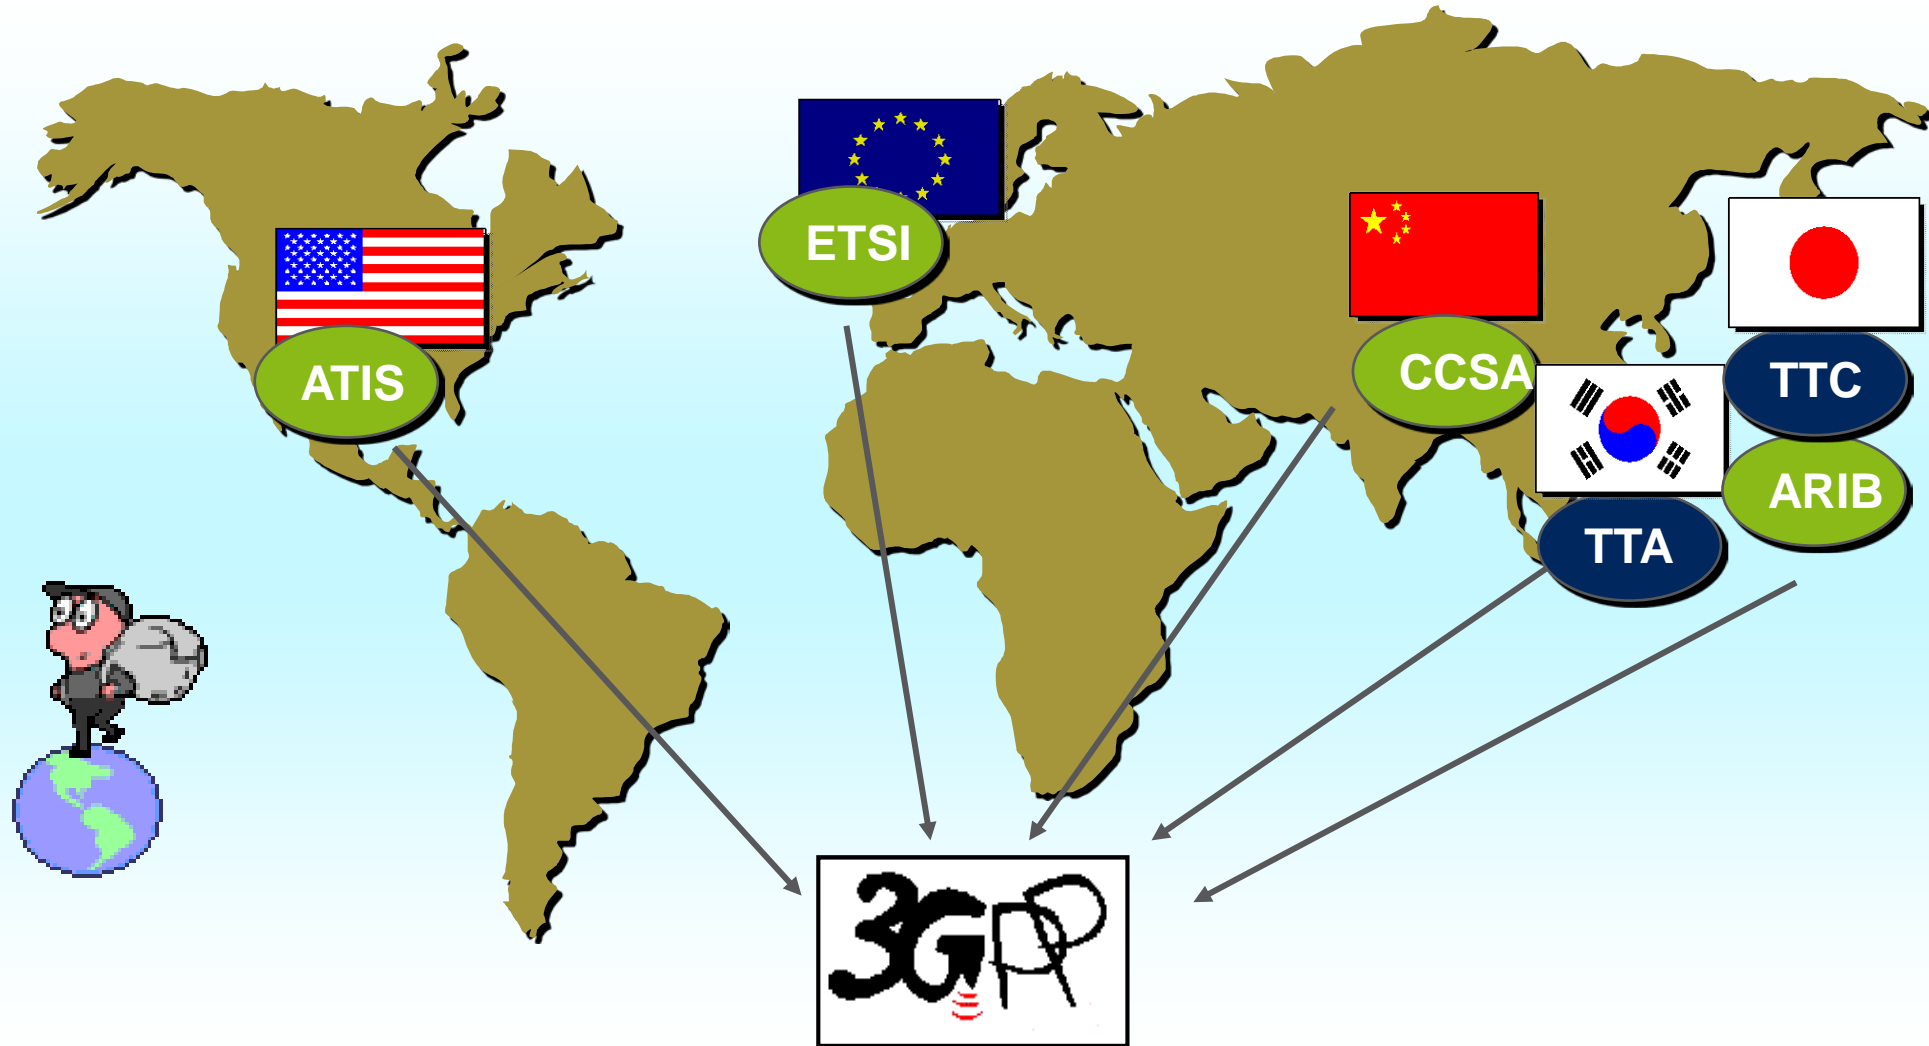 ETSI
ATIS
CCSA
TTC
ARIB
TTA
3GPP